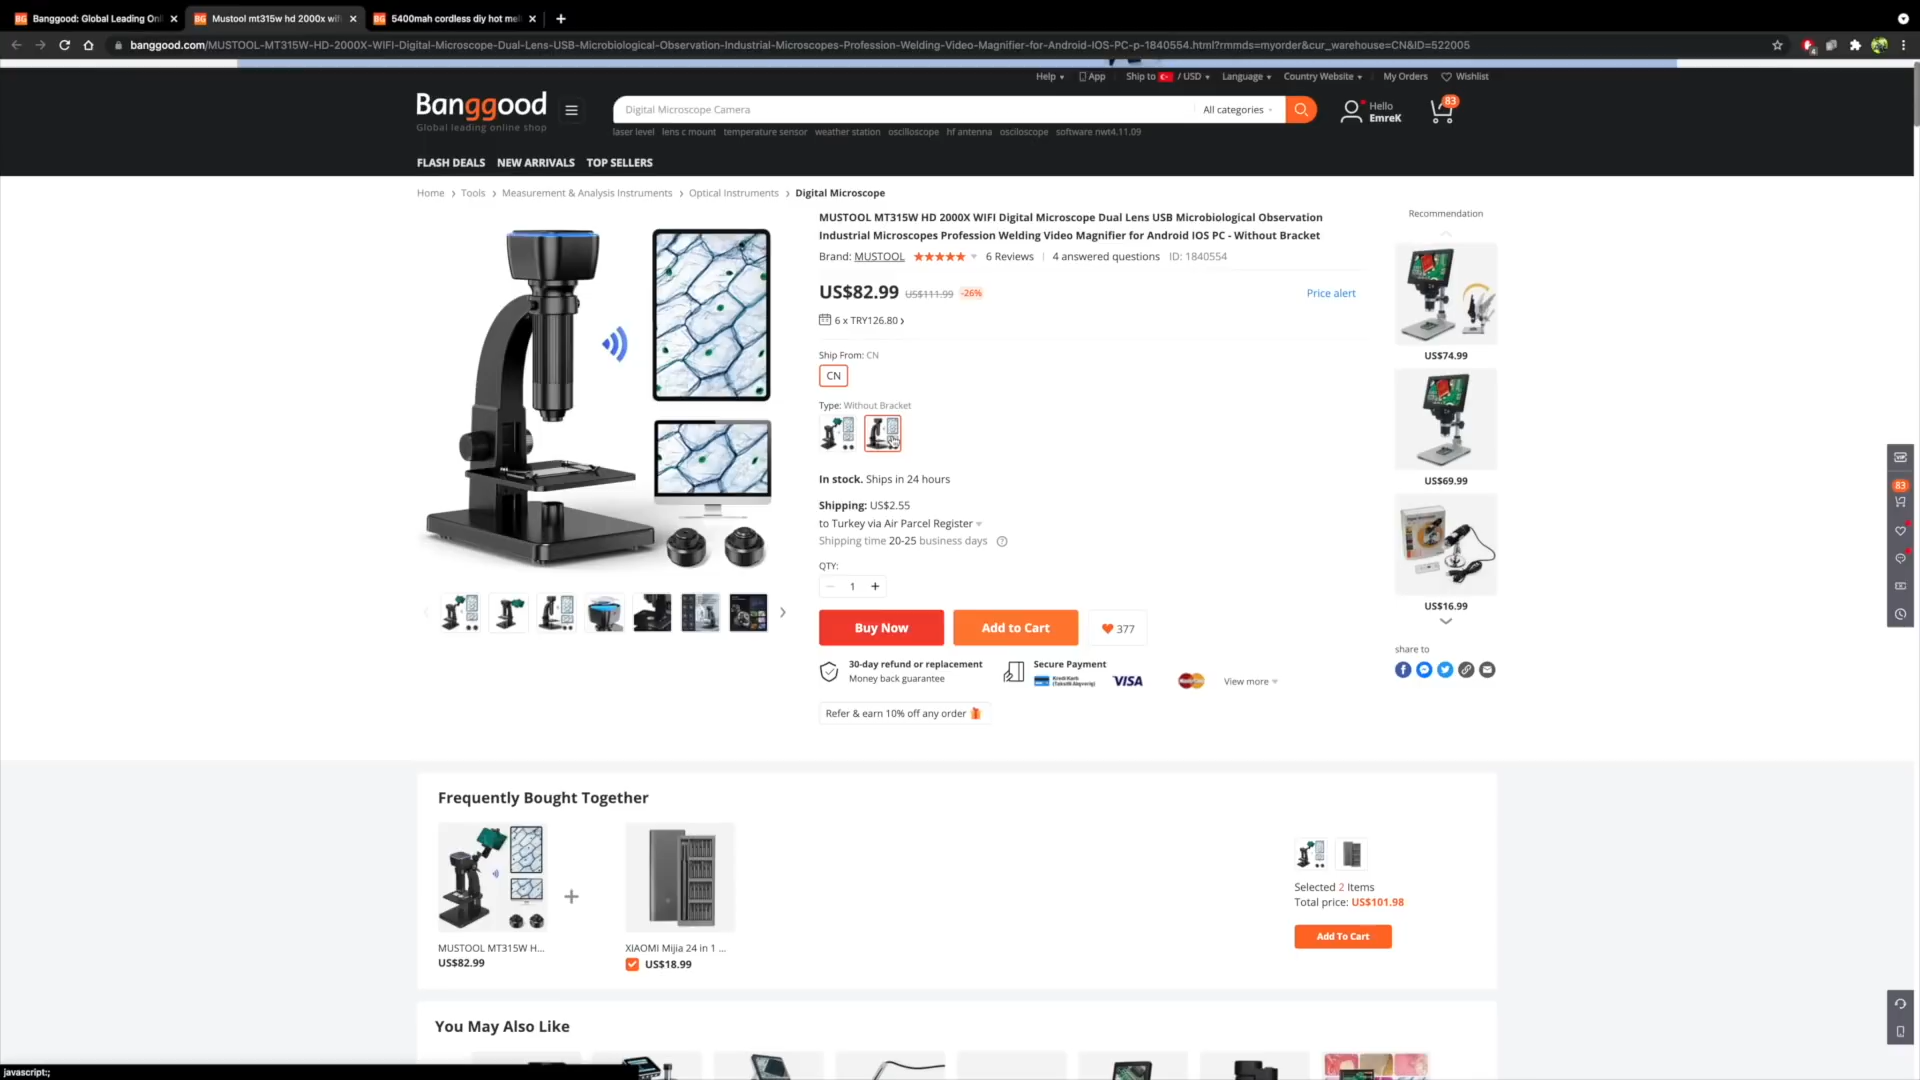 Banggood: Global Leading Onl
Mustool mt315w hd 2000x wifi
5400mah cordless diy hot mel
banggood.com/MUSTOOL-MT315W-HD-2000X-WIFI-Digital-Microscope-Dual-Lens-USB-Microbiological-Observation-Industrial-Microscopes-Profession-Welding-Video-Magnifier-for-Android-IOS-PC-p-1840554.html?rmmds=myorder&cur_warehouse=CN&ID=522005
Help App Ship to / USD Language Country Website My Orders Wishlist
Banggood
Global leading online shop
Digital Microscope Camera All categories
Hello
EmreK
83
laser level lens c mount temperature sensor weather station oscilloscope hf antenna osciloscope software nwt4.11.09
FLASH DEALS NEW ARRIVALS TOP SELLERS
Home > Tools > Measurement & Analysis Instruments > Optical Instruments > Digital Microscope
MUSTOOL MT315W HD 2000X WIFI Digital Microscope Dual Lens USB Microbiological Observation
Industrial Microscopes Profession Welding Video Magnifier for Android IOS PC - Without Bracket
Brand: MUSTOOL 6 Reviews 4 answered questions ID: 1840554
US$82.99 US$111.99 -26%
Price alert
6 x TRY126.80 >
Ship From: CN
CN
Type: Without Bracket
In stock. Ships in 24 hours
Shipping: US$2.55
to Turkey via Air Parcel Register
Shipping time 20-25 business days
QTY:
1
Buy Now
Add to Cart
377
30-day refund or replacement
Money back guarantee
Secure Payment
VISA
View more
Refer & earn 10% off any order
Recommendation
US$74.99
US$69.99
US$16.99
share to
VIP
83
Frequently Bought Together
MUSTOOL MT315W H...
US$82.99
XIAOMI Mijia 24 in 1 ...
US$18.99
Selected 2 Items
Total price: US$101.98
Add To Cart
You May Also Like
javascript:;